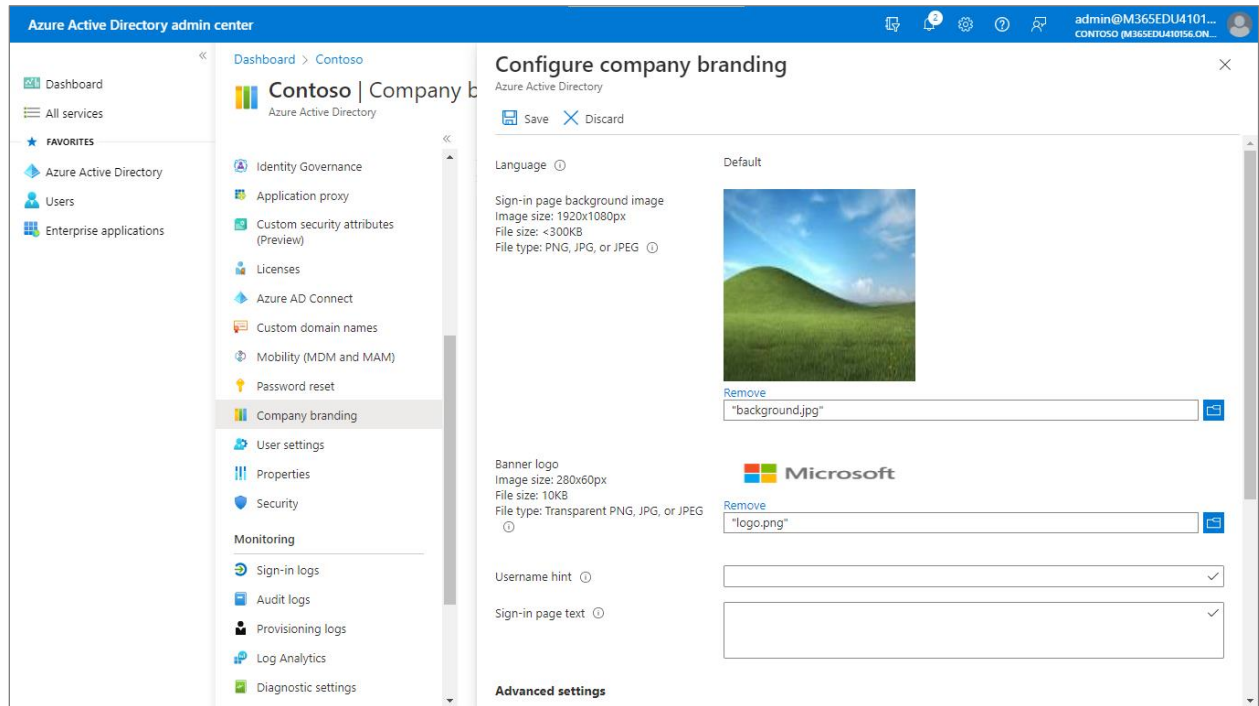 Azure Active Directory admin center
2
admin@M365EDU4101...
CONTOSO (M365EDU410156.ON...
Dashboard
All services
FAVORITES
Azure Active Directory
Users
Enterprise applications
Dashboard > Contoso
Contoso | Company b
Azure Active Directory
Identity Governance
Application proxy
Custom security attributes
(Preview)
Licenses
Azure AD Connect
Custom domain names
Mobility (MDM and MAM)
Password reset
Company branding
User settings
Properties
Security
Monitoring
Sign-in logs
Audit logs
Provisioning logs
Log Analytics
Diagnostic settings
Configure company branding
Azure Active Directory
Save
Discard
Language
Default
Sign-in page background image
Image size: 1920x1080px
File size: <300KB
File type: PNG, JPG, or JPEG
Remove
"background.jpg"
Banner logo
Image size: 280x60px
File size: 10KB
File type: Transparent PNG, JPG, or JPEG
Microsoft
Remove
"logo.png"
Username hint
Sign-in page text
Advanced settings